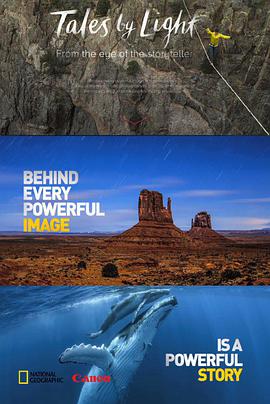 Tales by Light
From the eye of the storyteller
BEHIND
EVERY
POWERFUL
IMAGE
IS A
POWERFUL
STORY
NATIONAL
GEOGRAPHIC
Canon